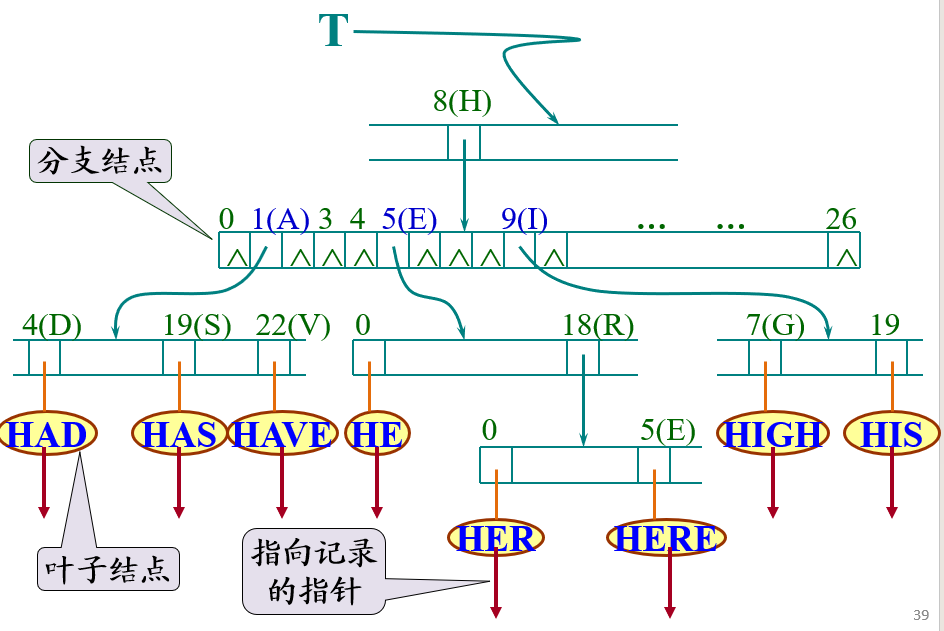 T
8(H)
分支结点
0 1(A) 3 4 5(E) 9(I) ... ... 26
∧ ∧ ∧ ∧ ∧ ∧ ∧ ∧ ∧
4(D) 19(S) 22(V) 0 18(R) 7(G) 19
HAD HAS HAVE HE HIGH HIS
0 5(E)
HER HERE
叶子结点
指向记录
的指针
39